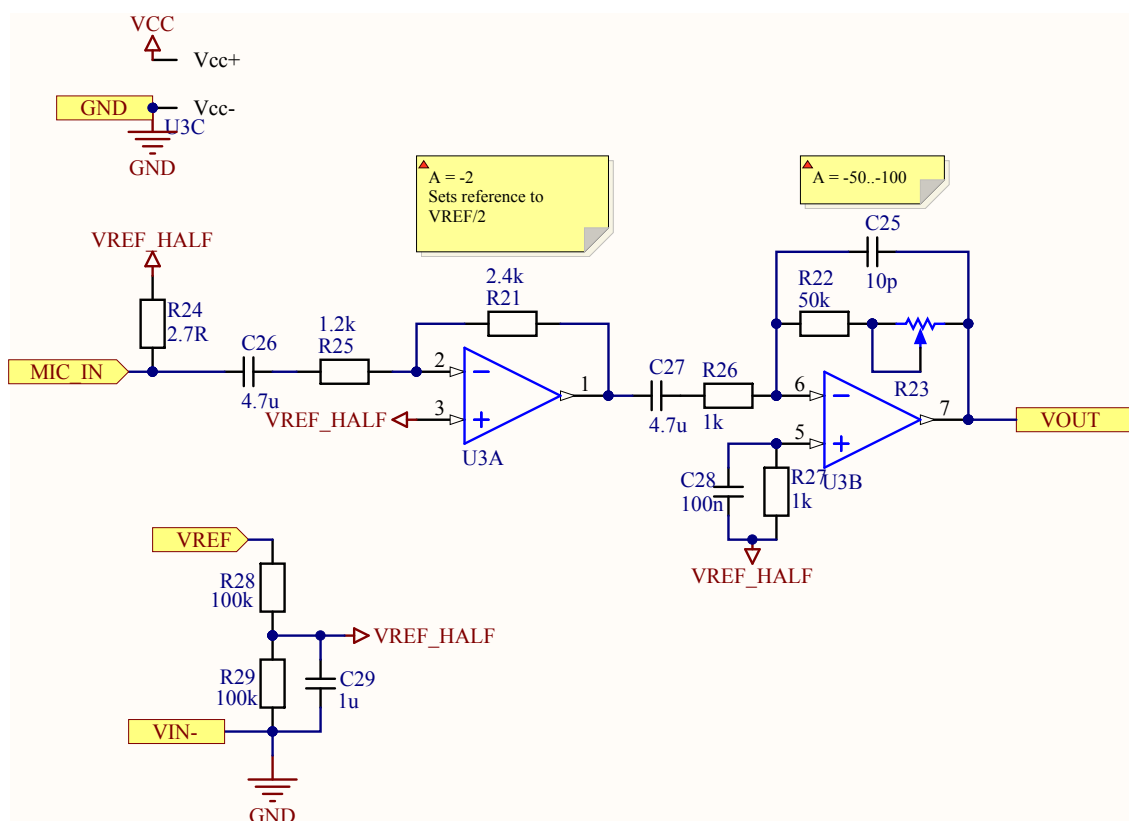 VCC
Vcc+
GND
Vcc-
U3C
GND
A = -2
Sets reference to
VREF/2
A = -50..-100
C25
10p
VREF_HALF
R24
2.7R
2.4k
R21
R22
50k
1.2k
R25
C26
4.7u
MIC_IN
2
1
3
VREF_HALF
U3A
C27
4.7u
R26
1k
R23
6
7
5
VOUT
U3B
C28
100n
R27
1k
VREF_HALF
VREF
R28
100k
VREF_HALF
R29
100k
C29
1u
VIN-
GND